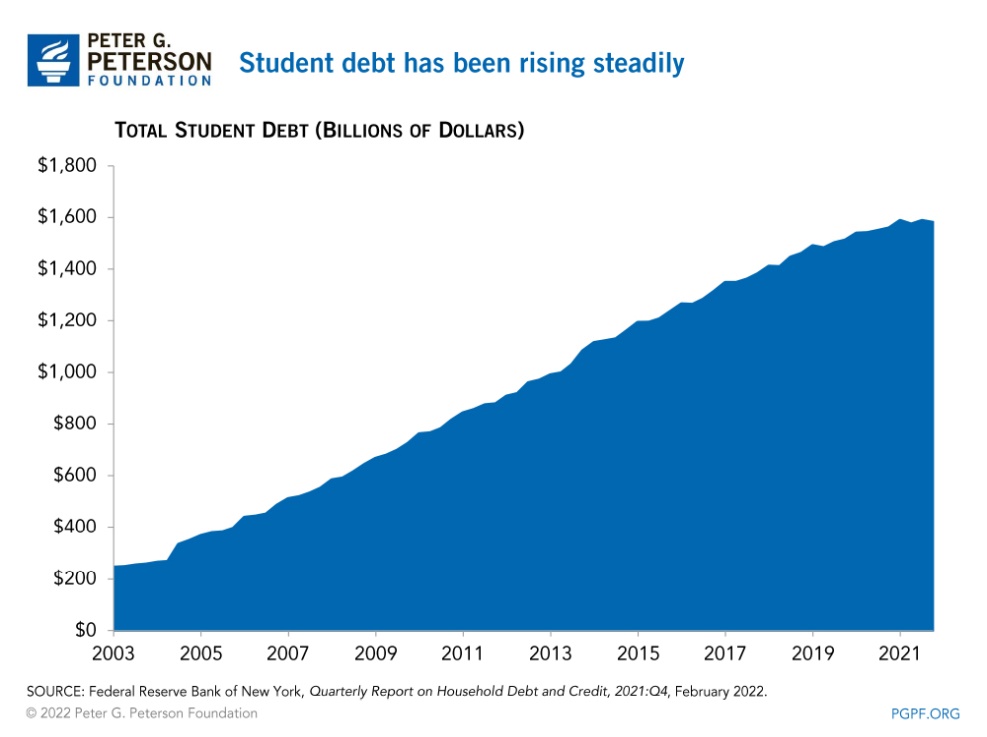 PETER G.
PETERSON
FOUNDATION
Student debt has been rising steadily
TOTAL STUDENT DEBT (BILLIONS OF DOLLARS)
$1,800
$1,600
$1,400
$1,200
$1,000
$800
$600
$400
$200
$0
2003 2005 2007 2009 2011 2013 2015 2017 2019 2021
SOURCE: Federal Reserve Bank of New York, Quarterly Report on Household Debt and Credit, 2021:Q4, February 2022.
© 2022 Peter G. Peterson Foundation
PGPF.ORG